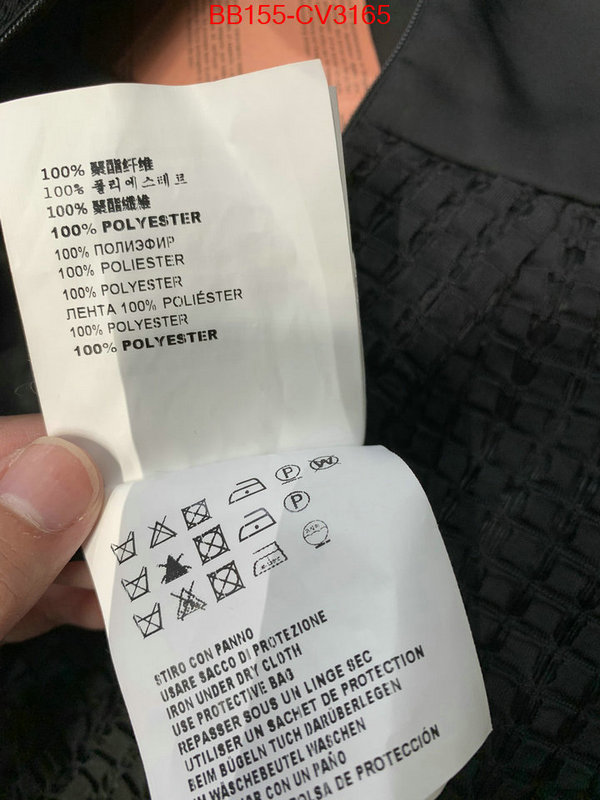 BB155-CV3165
100% 聚酯纤维
100% 폴리에스테르
100% 聚酯纖維
100% POLYESTER
100% ПОЛИЭФИР
100% POLIESTER
100% POLYESTER
ЛЕНТА 100% POLIÉSTER
100% POLYESTER
100% POLYESTER
P W
P
STIRO CON PANNO
USARE SACCO DI PROTEZIONE
IRON UNDER DRY CLOTH
USE PROTECTIVE BAG
REPASSER SOUS UN LINGE SEC
UTILISER UN SACHET DE PROTECTION
BEIM BÜGELN TUCH DARÜBERLEGEN
IM WÄSCHEBEUTEL WASCHEN
CON UN PAÑO
BOLSA DE PROTECCIÓN